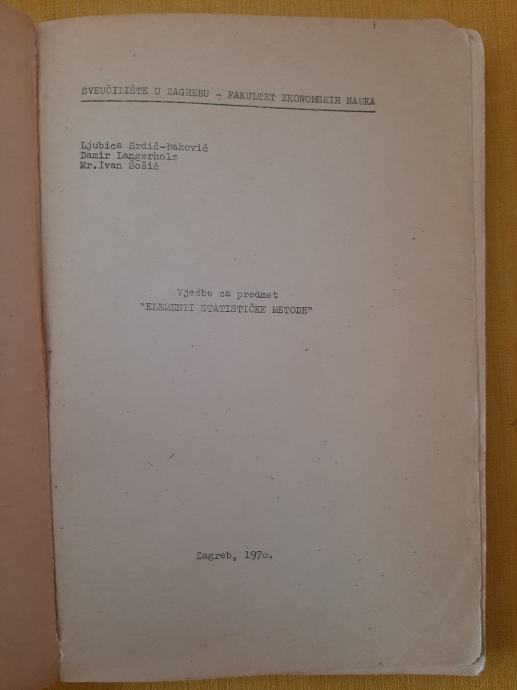 SVEUČILIŠTE U ZAGREBU - FAKULTET EKONOMSKIH NAUKA
Ljubica Srdić-Đaković
Damir Langerholz
Mr.Ivan Šošić
Vježbe za predmet
"ELEMENTI STATISTIČKE METODE"
Zagreb, 1970.